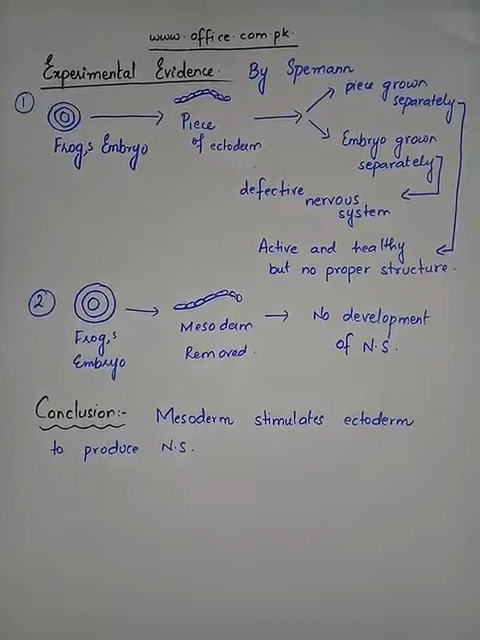 www.office.com.pk.
Experimental Evidence. By Spemann
1
Frog,s Embryo
Piece
of ectoderm
piece grown
separately
Embryo grown
separately
defective nervous
system
Active and healthy
but no proper structure.
2
Frog,s
Embryo
Mesoderm
Removed.
No development
of N.S.
Conclusion:- Mesoderm stimulates ectoderm
to produce N.S.